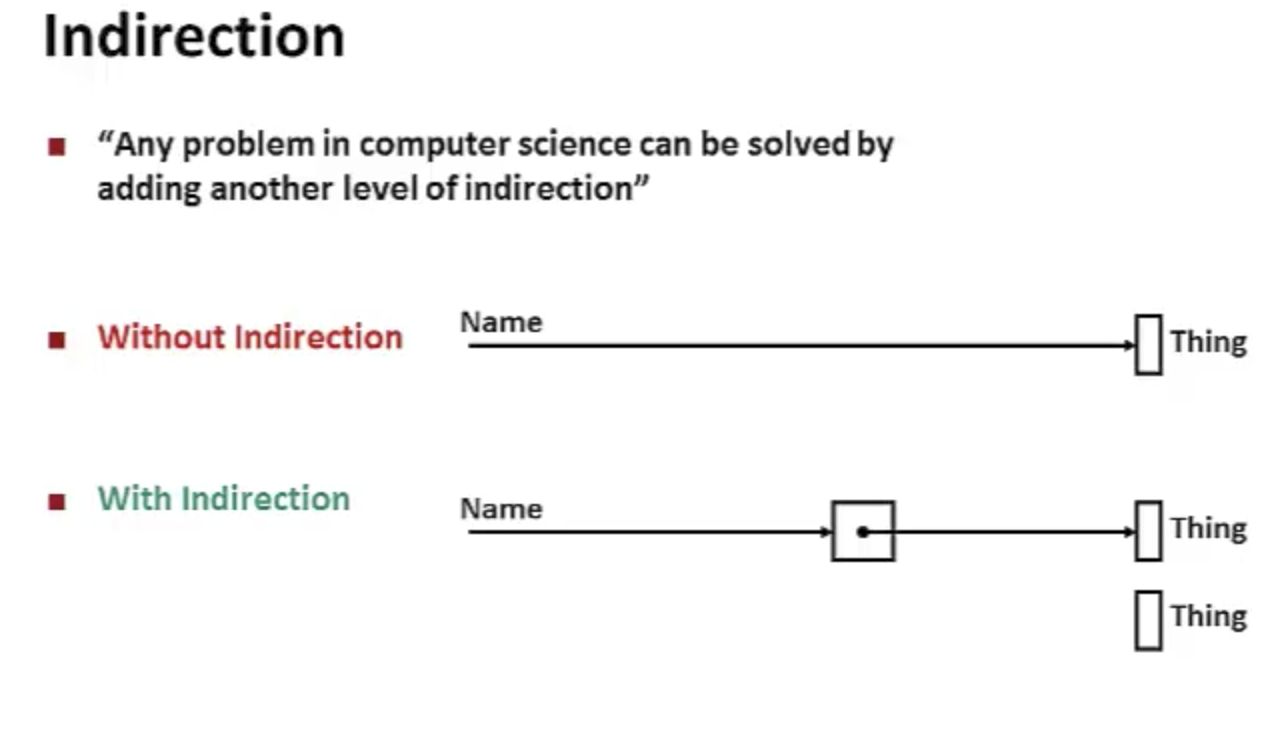 Indirection
“Any problem in computer science can be solved by
adding another level of indirection”
Without Indirection
Name
Thing
With Indirection
Name
Thing
Thing